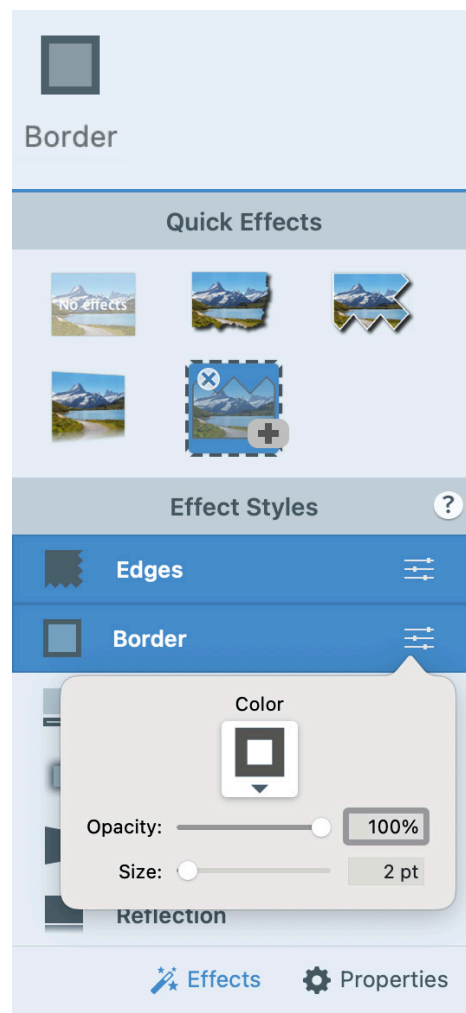 Border
Quick Effects
No effects
Effect Styles
?
Edges
Border
Color
Opacity: 100%
Size: 2 pt
Reflection
Effects Properties